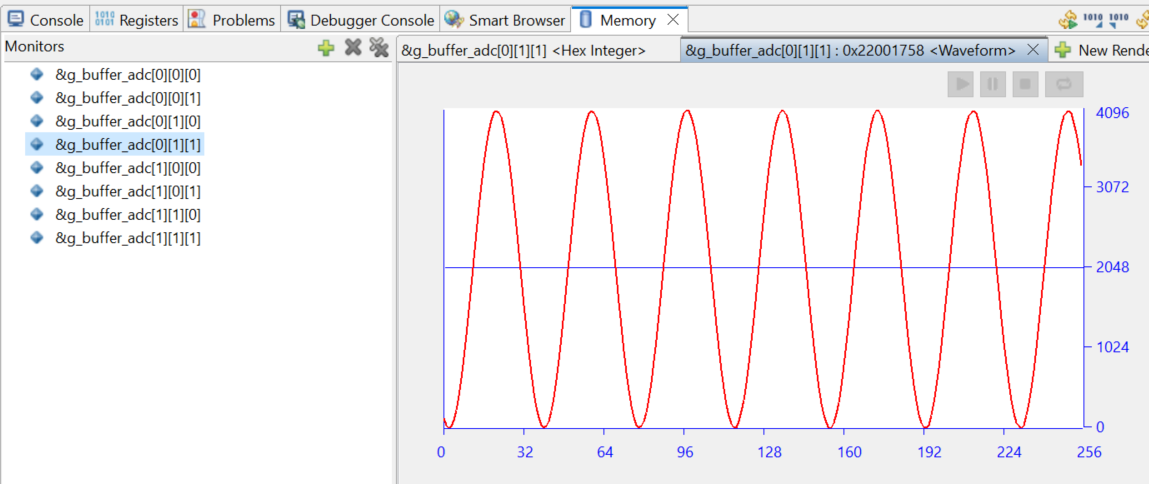 Console Registers Problems Debugger Console Smart Browser Memory
Monitors
&g_buffer_adc[0][0][0]
&g_buffer_adc[0][0][1]
&g_buffer_adc[0][1][0]
&g_buffer_adc[0][1][1]
&g_buffer_adc[1][0][0]
&g_buffer_adc[1][0][1]
&g_buffer_adc[1][1][0]
&g_buffer_adc[1][1][1]
&g_buffer_adc[0][1][1] <Hex Integer> &g_buffer_adc[0][1][1] : 0x22001758 <Waveform> New Rende
4096
3072
2048
1024
0
0 32 64 96 128 160 192 224 256